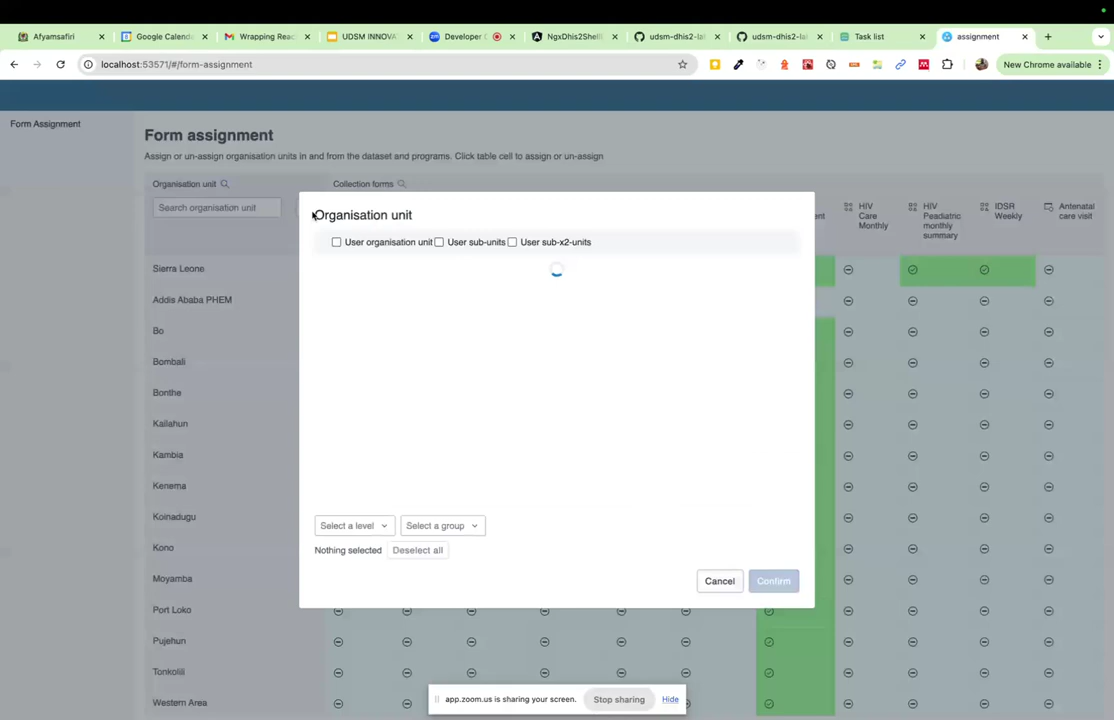 Afyamsafiri
Google Calenda
Wrapping Reac
UDSM INNOVA
Developer
NgxDhis2Shell
udsm-dhis2-la
udsm-dhis2-la
Task list
assignment
localhost:53571/#/form-assignment
New Chrome available
Form Assignment
Form assignment
Assign or un-assign organisation units in and from the dataset and programs. Click table cell to assign or un-assign
Organisation unit
Collection forms
Search organisation unit
HIV Care Monthly
HIV Peadiatric monthly summary
IDSR Weekly
Antenatal care visit
Organisation unit
User organisation unit
User sub-units
User sub-x2-units
Sierra Leone
Addis Ababa PHEM
Bo
Bombali
Bonthe
Kailahun
Kambia
Kenema
Koinadugu
Kono
Moyamba
Port Loko
Pujehun
Tonkolili
Western Area
Select a level
Select a group
Nothing selected
Deselect all
Cancel
Confirm
app.zoom.us is sharing your screen.
Stop sharing
Hide